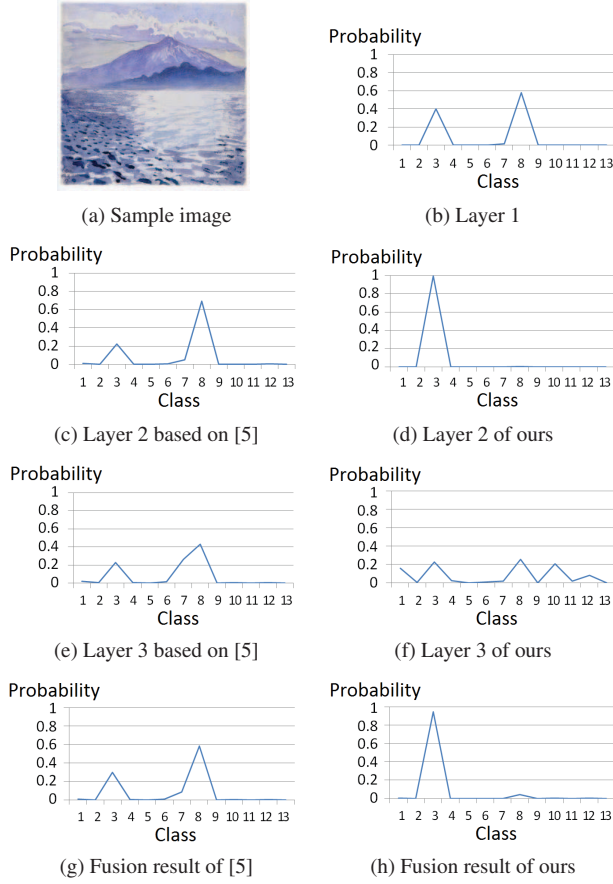 (a) Sample image
Probability
1
0.8
0.6
0.4
0.2
0
1 2 3 4 5 6 7 8 9 10 11 12 13
Class
(b) Layer 1
Probability
1
0.8
0.6
0.4
0.2
0
1 2 3 4 5 6 7 8 9 10 11 12 13
Class
(c) Layer 2 based on [5]
Probability
1
0.8
0.6
0.4
0.2
0
1 2 3 4 5 6 7 8 9 10 11 12 13
Class
(d) Layer 2 of ours
Probability
1
0.8
0.6
0.4
0.2
0
1 2 3 4 5 6 7 8 9 10 11 12 13
Class
(e) Layer 3 based on [5]
Probability
1
0.8
0.6
0.4
0.2
0
1 2 3 4 5 6 7 8 9 10 11 12 13
Class
(f) Layer 3 of ours
Probability
1
0.8
0.6
0.4
0.2
0
1 2 3 4 5 6 7 8 9 10 11 12 13
Class
(g) Fusion result of [5]
Probability
1
0.8
0.6
0.4
0.2
0
1 2 3 4 5 6 7 8 9 10 11 12 13
Class
(h) Fusion result of ours